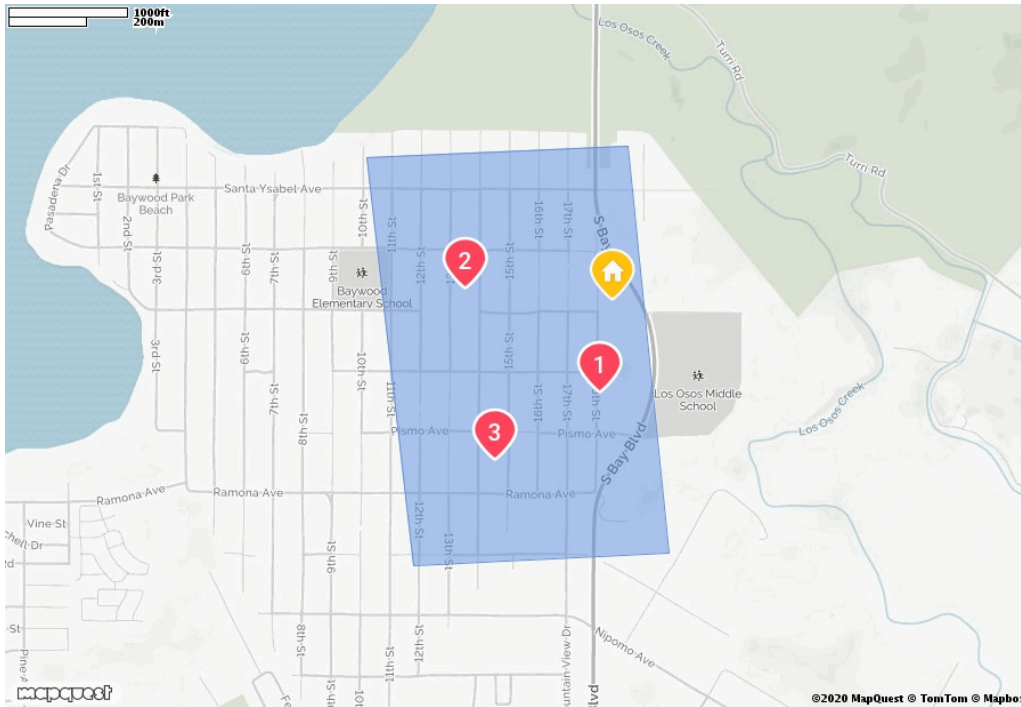 1000ft
200m
Los Osos Creek
Turri Rd
Turri Rd
Pasadena Dr
1st St
2nd St
3rd St
Baywood Park
Beach
Santa Ysabel Ave
10th St
11th St
6th St
7th St
9th St
12th St
15th St
16th St
17th St
S Bay
2
Baywood
Elementary School
3rd St
6th St
7th St
8th St
10th St
11th St
15th St
16th St
17th St
1
Los Osos Middle
School
Los Osos Creek
3
Pismo Ave
Pismo Ave
S Bay Blvd
Ramona Ave
Ramona Ave
Ramona Ave
Vine St
12th St
13th St
9th St
8th St
11th St
12th St
Nipomo Ave
mapquest
©2020 MapQuest © TomTom © Mapbox